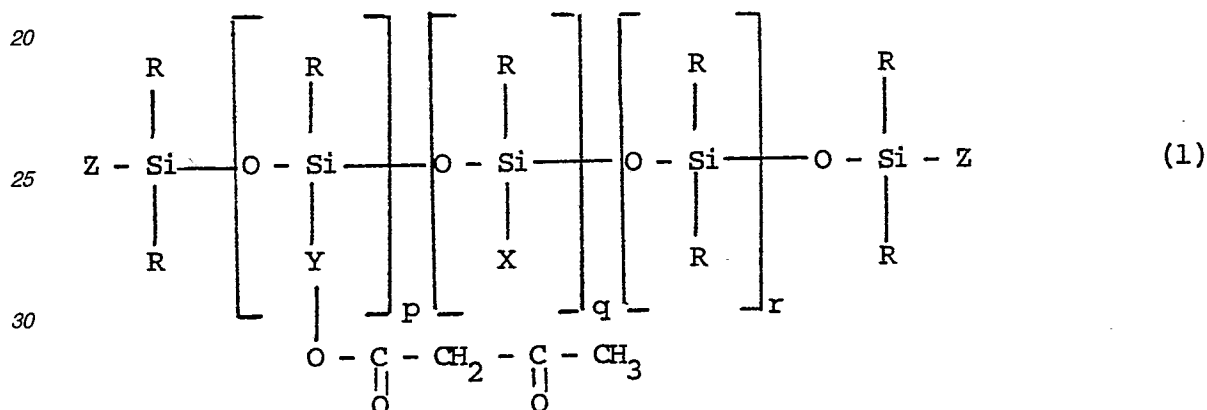 20
R R R R R
Z - Si O - Si O - Si O - Si O - Si - Z (1)
25
R Y X R R
30
p q r
O - C - CH2 - C - CH3
O O